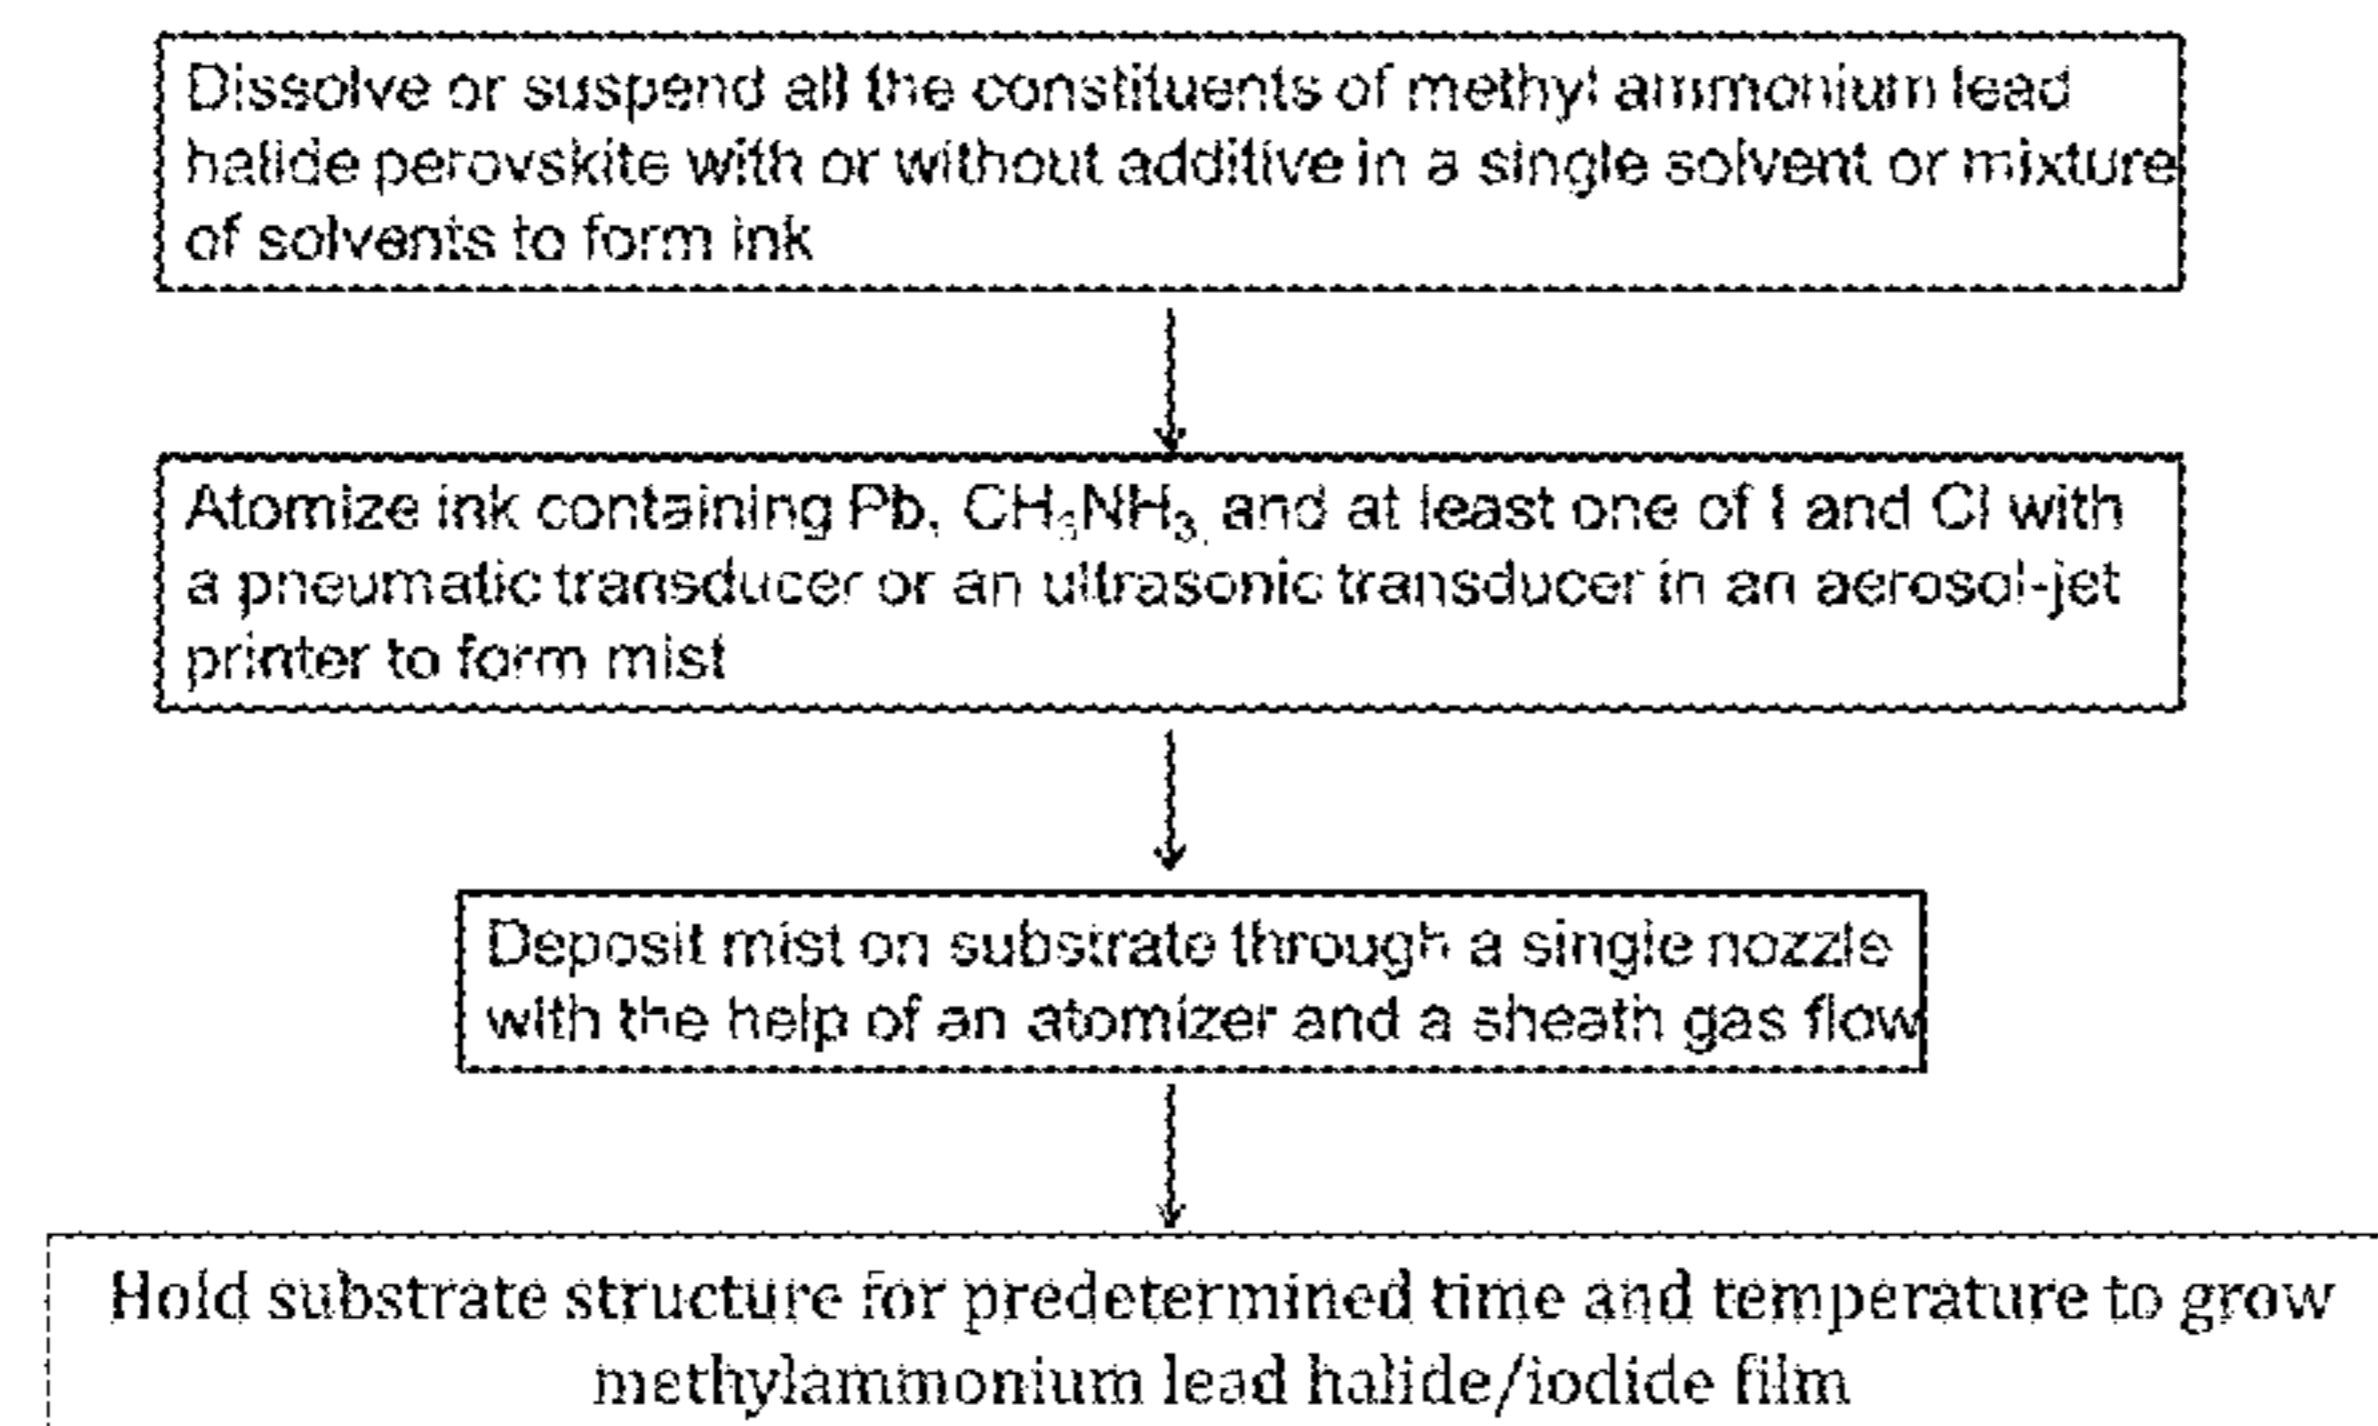 Dissolve or suspend all the constituents of methyl ammonium lead
halide perovskite with or without additive in a single solvent or mixture
of solvents to form ink
Atomize ink containing Pb, CH₃NH₃, and at least one of I and Cl with
a pneumatic transducer or an ultrasonic transducer in an aerosol-jet
printer to form mist
Deposit mist on substrate through a single nozzle
with the help of an atomizer and a sheath gas flow
Hold substrate structure for predetermined time and temperature to grow
methylammonium lead halide/iodide film